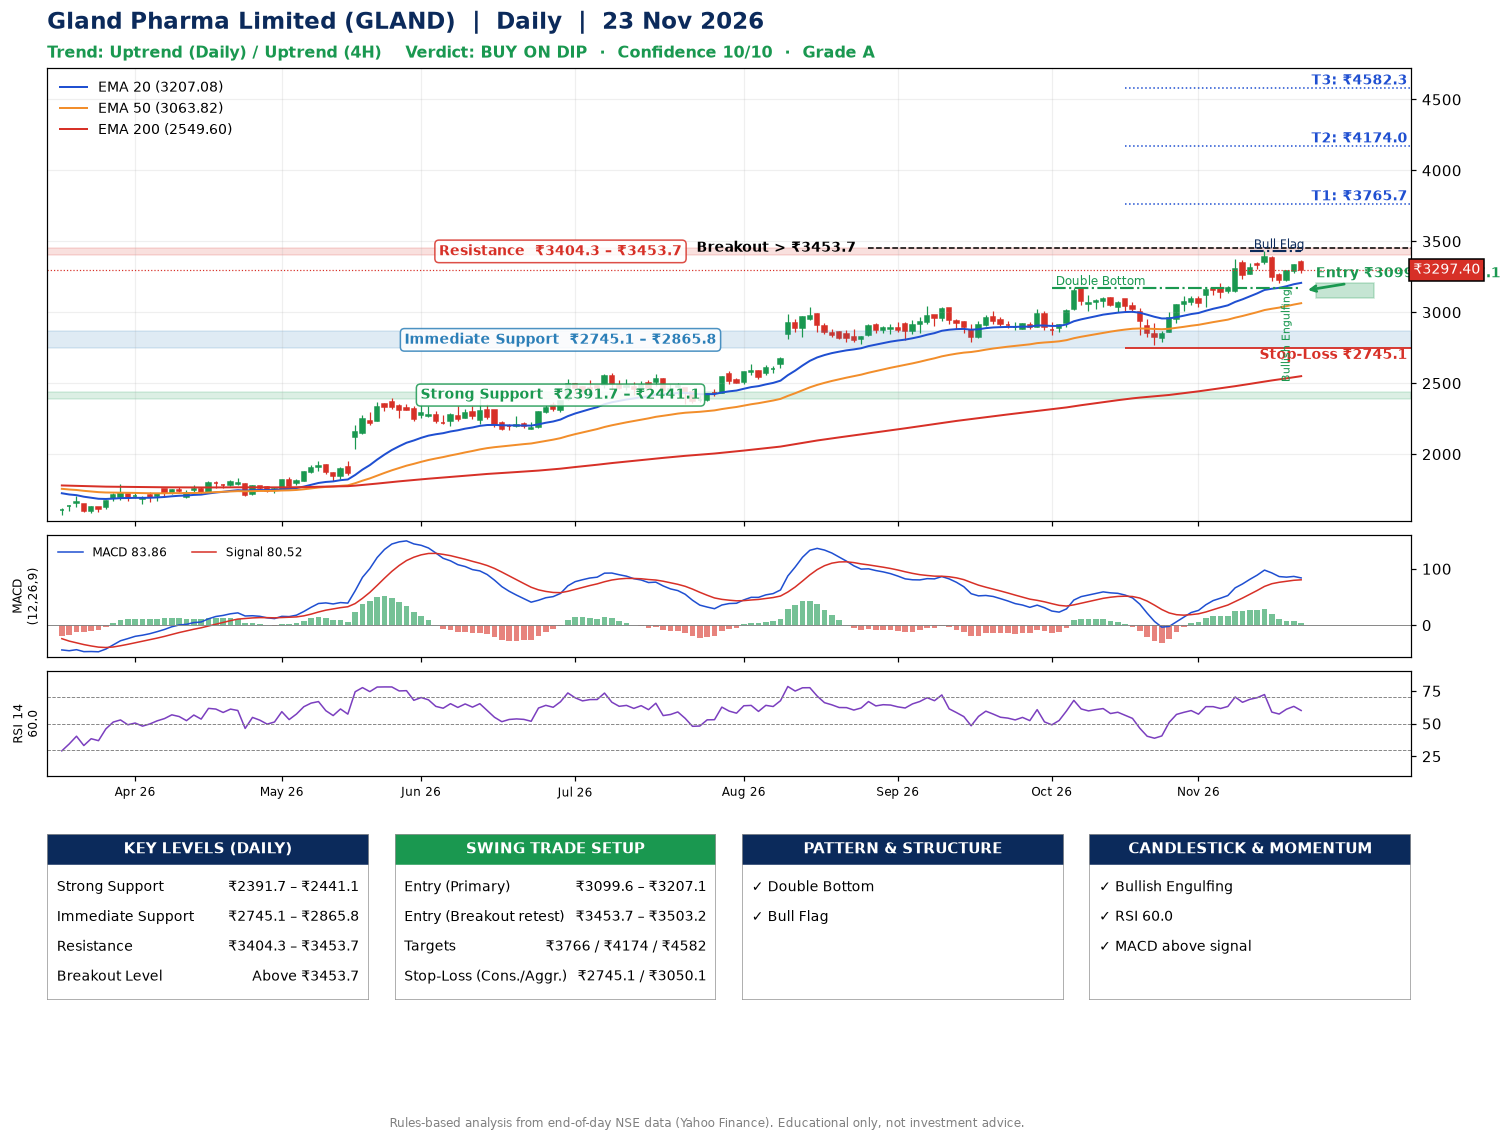 Gland Pharma Limited (GLAND)  |  Daily  |  23 Nov 2026
Trend: Uptrend (Daily) / Uptrend (4H)    Verdict: BUY ON DIP  ·  Confidence 10/10  ·  Grade A
EMA 20 (3207.08)
EMA 50 (3063.82)
EMA 200 (2549.60)
T3: ₹4582.3
T2: ₹4174.0
T1: ₹3765.7
4500
4000
3500
3000
2500
2000
Resistance  ₹3404.3 – ₹3453.7
Breakout > ₹3453.7
Bull Flag
Entry ₹3099
.1
₹3297.40
Double Bottom
Bullish Engulfing
Immediate Support  ₹2745.1 – ₹2865.8
Stop-Loss ₹2745.1
Strong Support  ₹2391.7 – ₹2441.1
MACD 83.86
Signal 80.52
MACD
(12,26,9)
100
0
RSI 14
60.0
75
50
25
Apr 26
May 26
Jun 26
Jul 26
Aug 26
Sep 26
Oct 26
Nov 26
KEY LEVELS (DAILY)
Strong Support ₹2391.7 – ₹2441.1
Immediate Support ₹2745.1 – ₹2865.8
Resistance ₹3404.3 – ₹3453.7
Breakout Level Above ₹3453.7
SWING TRADE SETUP
Entry (Primary) ₹3099.6 – ₹3207.1
Entry (Breakout retest) ₹3453.7 – ₹3503.2
Targets ₹3766 / ₹4174 / ₹4582
Stop-Loss (Cons./Aggr.) ₹2745.1 / ₹3050.1
PATTERN & STRUCTURE
✓ Double Bottom
✓ Bull Flag
CANDLESTICK & MOMENTUM
✓ Bullish Engulfing
✓ RSI 60.0
✓ MACD above signal
Rules-based analysis from end-of-day NSE data (Yahoo Finance). Educational only, not investment advice.